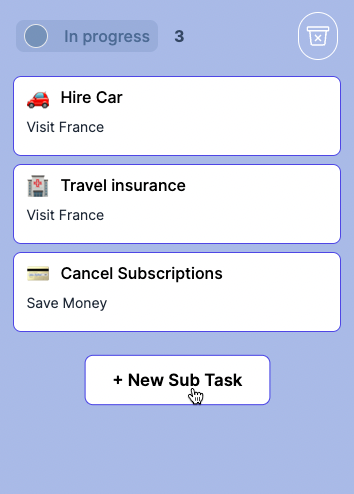 In progress 3
Hire Car
Visit France
Travel insurance
Visit France
Cancel Subscriptions
Save Money
+ New Sub Task